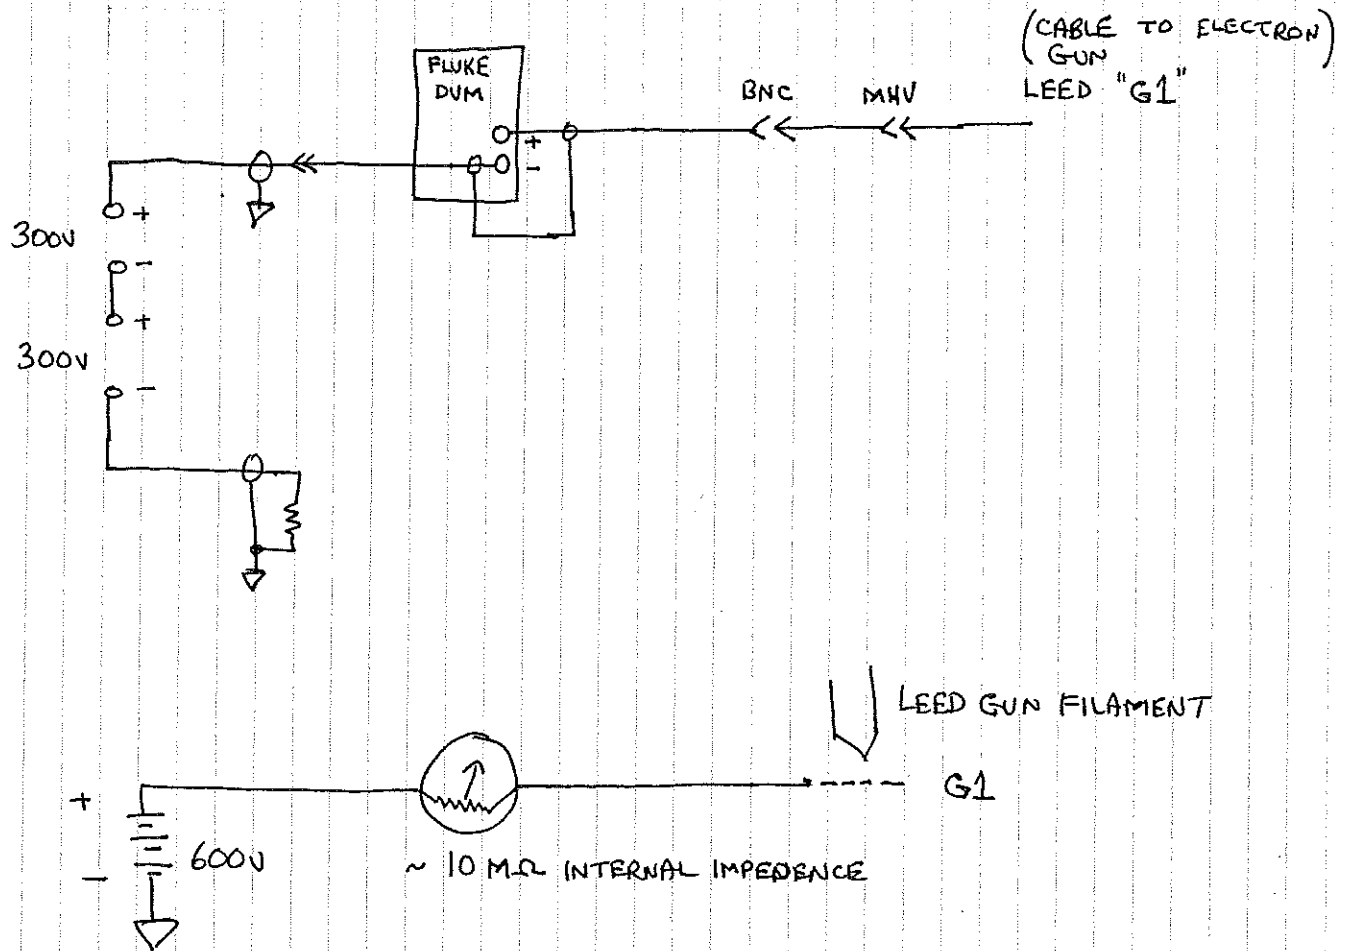 (CABLE TO ELECTRON)
( GUN )
LEED "G1"
FLUKE
DVM
BNC
MHV
+
-
+
300V
-
+
300V
-
LEED GUN FILAMENT
G1
+
600V
-
~ 10 MΩ INTERNAL IMPEDENCE